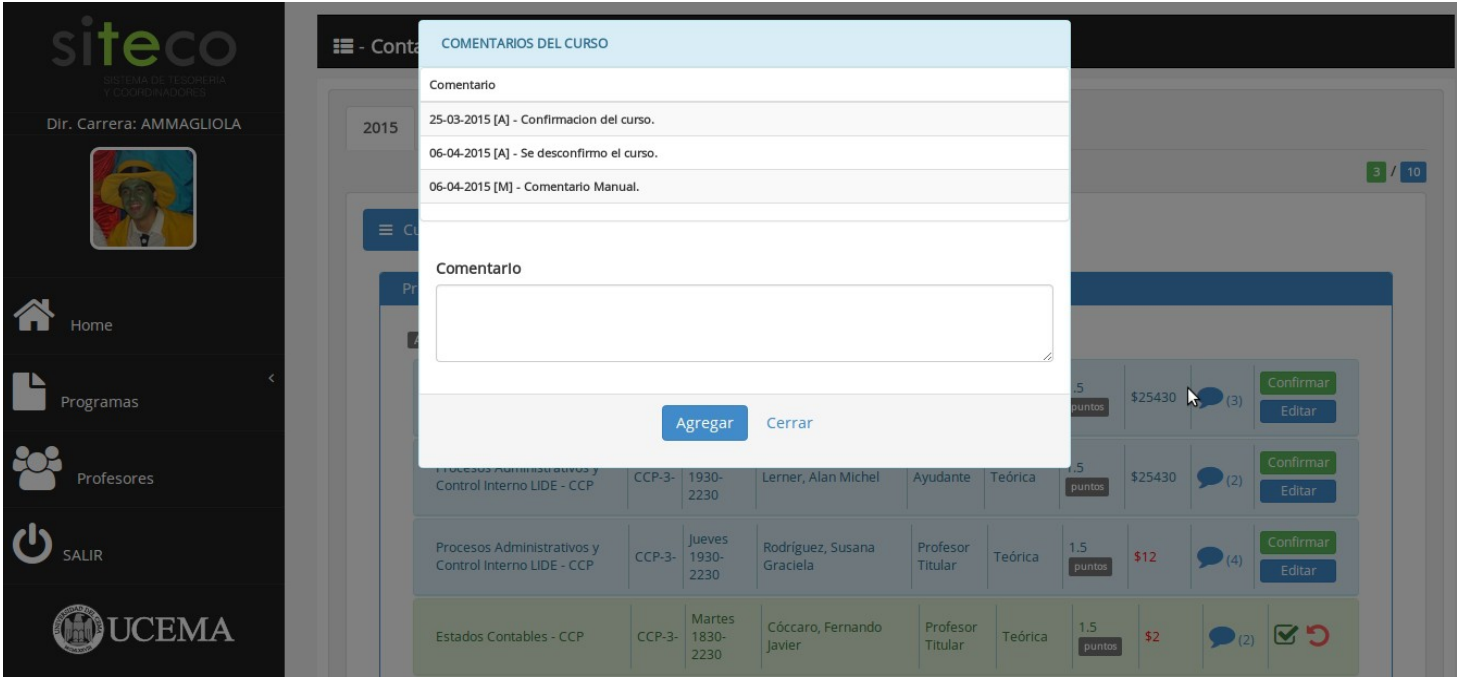 siteco
SISTEMA DE TESORERIA
Y COORDINADORES
Dir. Carrera: AMMAGLIOLA
Home
Programas
Profesores
SALIR
UCEMA
- Conta
2015
3 / 10
COMENTARIOS DEL CURSO
Comentario
25-03-2015 [A] - Confirmacion del curso.
06-04-2015 [A] - Se desconfirmo el curso.
06-04-2015 [M] - Comentario Manual.
Comentario
Agregar Cerrar
Cu
Pr
.5
puntos
$25430
(3)
Confirmar
Editar
Procesos Administrativos y
Control Interno LIDE - CCP
CCP-3-
1930-
2230
Lerner, Alan Michel
Ayudante
Teórica
1.5
puntos
$25430
(2)
Confirmar
Editar
Procesos Administrativos y
Control Interno LIDE - CCP
CCP-3-
Jueves
1930-
2230
Rodríguez, Susana
Graciela
Profesor
Titular
Teórica
1.5
puntos
$12
(4)
Confirmar
Editar
Estados Contables - CCP
CCP-3-
Martes
1830-
2230
Cóccaro, Fernando
Javier
Profesor
Titular
Teórica
1.5
puntos
$2
(2)